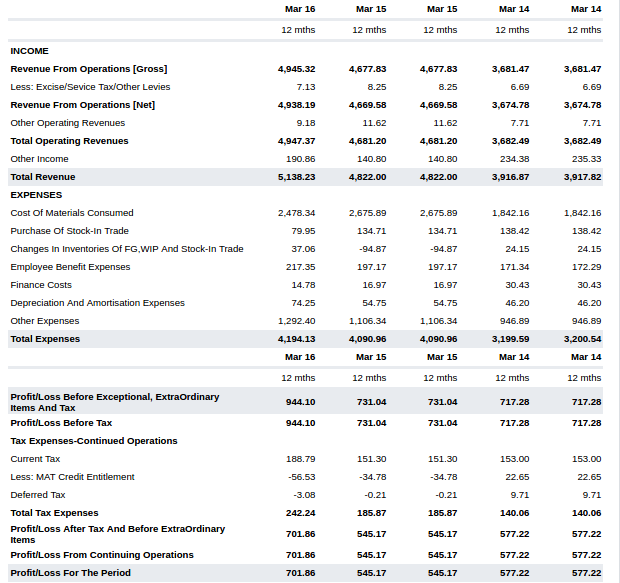 Mar 16 Mar 15 Mar 15 Mar 14 Mar 14
12 mths 12 mths 12 mths 12 mths 12 mths
INCOME
Revenue From Operations [Gross] 4,945.32 4,677.83 4,677.83 3,681.47 3,681.47
Less: Excise/Sevice Tax/Other Levies 7.13 8.25 8.25 6.69 6.69
Revenue From Operations [Net] 4,938.19 4,669.58 4,669.58 3,674.78 3,674.78
Other Operating Revenues 9.18 11.62 11.62 7.71 7.71
Total Operating Revenues 4,947.37 4,681.20 4,681.20 3,682.49 3,682.49
Other Income 190.86 140.80 140.80 234.38 235.33
Total Revenue 5,138.23 4,822.00 4,822.00 3,916.87 3,917.82
EXPENSES
Cost Of Materials Consumed 2,478.34 2,675.89 2,675.89 1,842.16 1,842.16
Purchase Of Stock-In Trade 79.95 134.71 134.71 138.42 138.42
Changes In Inventories Of FG,WIP And Stock-In Trade 37.06 -94.87 -94.87 24.15 24.15
Employee Benefit Expenses 217.35 197.17 197.17 171.34 172.29
Finance Costs 14.78 16.97 16.97 30.43 30.43
Depreciation And Amortisation Expenses 74.25 54.75 54.75 46.20 46.20
Other Expenses 1,292.40 1,106.34 1,106.34 946.89 946.89
Total Expenses 4,194.13 4,090.96 4,090.96 3,199.59 3,200.54
Mar 16 Mar 15 Mar 15 Mar 14 Mar 14
12 mths 12 mths 12 mths 12 mths 12 mths
Profit/Loss Before Exceptional, ExtraOrdinary
Items And Tax 944.10 731.04 731.04 717.28 717.28
Profit/Loss Before Tax 944.10 731.04 731.04 717.28 717.28
Tax Expenses-Continued Operations
Current Tax 188.79 151.30 151.30 153.00 153.00
Less: MAT Credit Entitlement -56.53 -34.78 -34.78 22.65 22.65
Deferred Tax -3.08 -0.21 -0.21 9.71 9.71
Total Tax Expenses 242.24 185.87 185.87 140.06 140.06
Profit/Loss After Tax And Before ExtraOrdinary
Items 701.86 545.17 545.17 577.22 577.22
Profit/Loss From Continuing Operations 701.86 545.17 545.17 577.22 577.22
Profit/Loss For The Period 701.86 545.17 545.17 577.22 577.22